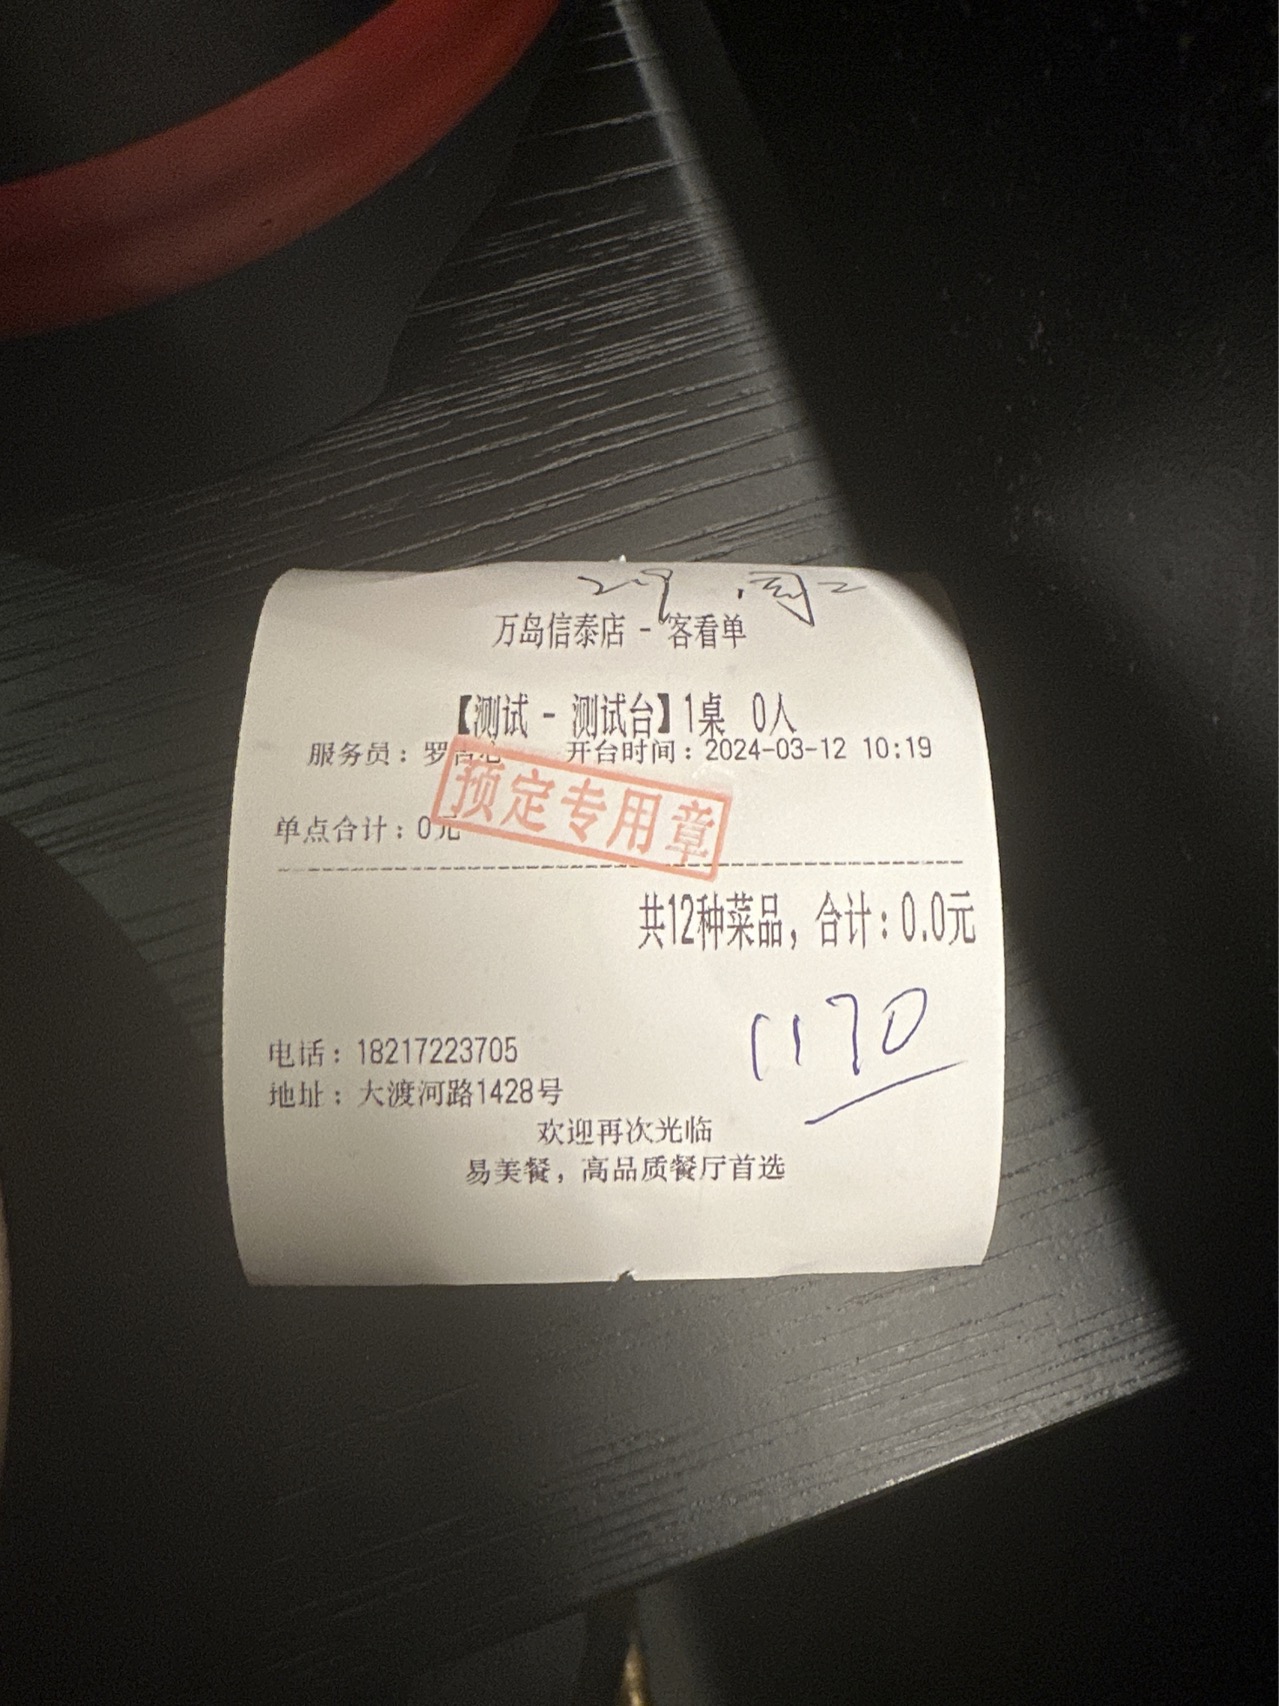 万岛信泰店 - 客看单
【测试 - 测试台】1桌 0人
服务员：罗 开台时间：2024-03-12 10:19
预定专用章
单点合计：0元
共12种菜品，合计：0.0元
1170
电话：18217223705
地址：大渡河路1428号
欢迎再次光临
易美餐，高品质餐厅首选